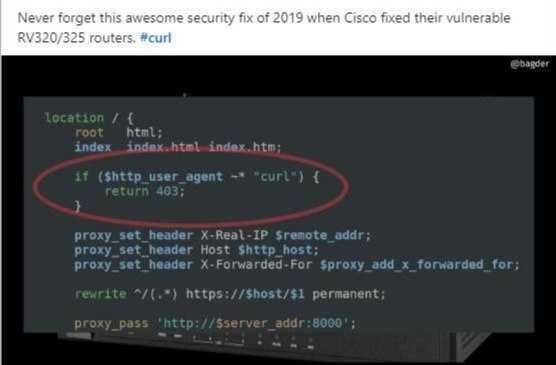 Never forget this awesome security fix of 2019 when Cisco fixed their vulnerable
RV320/325 routers. #curl
@bagder
location / {
root html;
index index.html index.htm;
if ($http_user_agent ~* "curl") {
return 403;
}
proxy_set_header X-Real-IP $remote_addr;
proxy_set_header Host $http_host;
proxy_set_header X-Forwarded-For $proxy_add_x_forwarded_for;
rewrite ^/(.*) https://$host/$1 permanent;
proxy_pass 'http://$server_addr:8000';